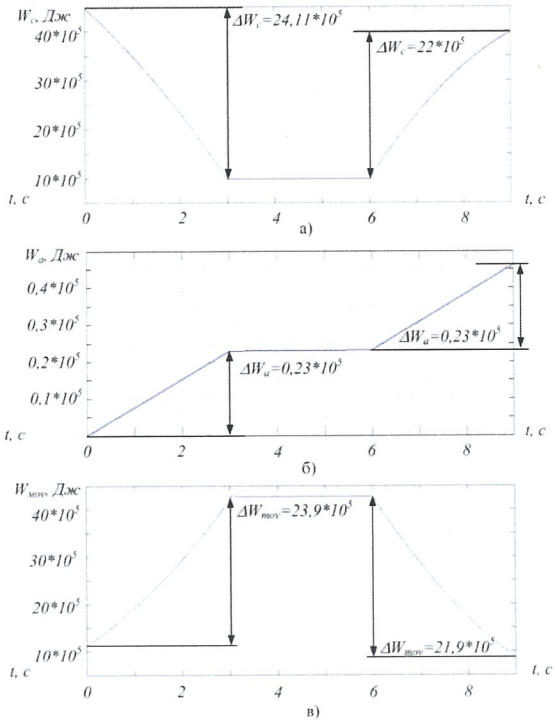 W_c, Дж
40*10^5
30*10^5
20*10^5
10*10^5
ΔW_c=24,11*10^5
ΔW_c=22*10^5
t, c
t, c
0 2 4 6 8
а)
W_a, Дж
0,4*10^5
0,3*10^5
0,2*10^5
0,1*10^5
ΔW_a=0,23*10^5
ΔW_a=0,23*10^5
t, c
t, c
0 2 4 6 8
б)
W_mov, Дж
40*10^5
30*10^5
20*10^5
10*10^5
ΔW_mov=23,9*10^5
ΔW_mov=21,9*10^5
t, c
t, c
0 2 4 6 8
в)